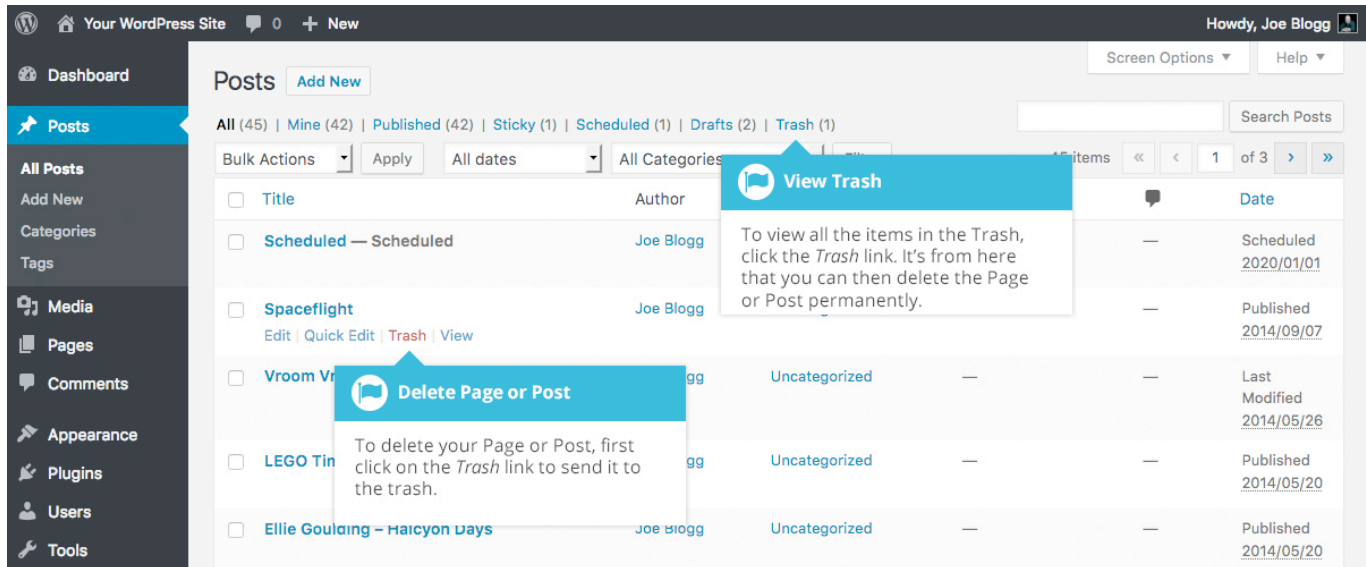 Your WordPress Site 0 + New Howdy, Joe Blogg
Dashboard
Posts
All Posts
Add New
Categories
Tags
Media
Pages
Comments
Appearance
Plugins
Users
Tools
Screen Options ▼ Help ▼
Posts Add New
All (45) | Mine (42) | Published (42) | Sticky (1) | Scheduled (1) | Drafts (2) | Trash (1)
Search Posts
Bulk Actions Apply All dates All Categories items « ‹ 1 of 3 › »
Title Author Date
Scheduled — Scheduled Joe Blogg — Scheduled
2020/01/01
Spaceflight Joe Blogg — Published
Edit | Quick Edit | Trash | View 2014/09/07
Uncategorized — — Last
Modified
2014/05/26
LEGO Uncategorized — — Published
2014/05/20
Ellie Goulding – Halcyon Days Joe Blogg Uncategorized — — Published
2014/05/20
View Trash
To view all the items in the Trash,
click the Trash link. It’s from here
that you can then delete the Page
or Post permanently.
Delete Page or Post
To delete your Page or Post, first
click on the Trash link to send it to
the trash.